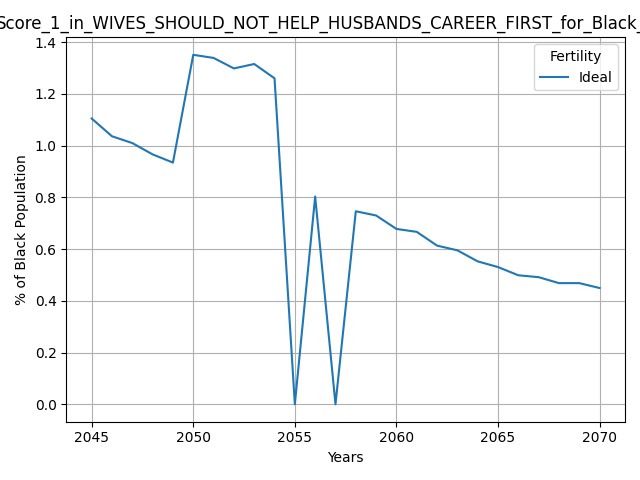 Score_1_in_WIVES_SHOULD_NOT_HELP_HUSBANDS_CAREER_FIRST_for_Black_
1.4
Fertility
Ideal
1.2
1.0
0.8
0.6
0.4
0.2
0.0
% of Black Population
2045 2050 2055 2060 2065 2070
Years